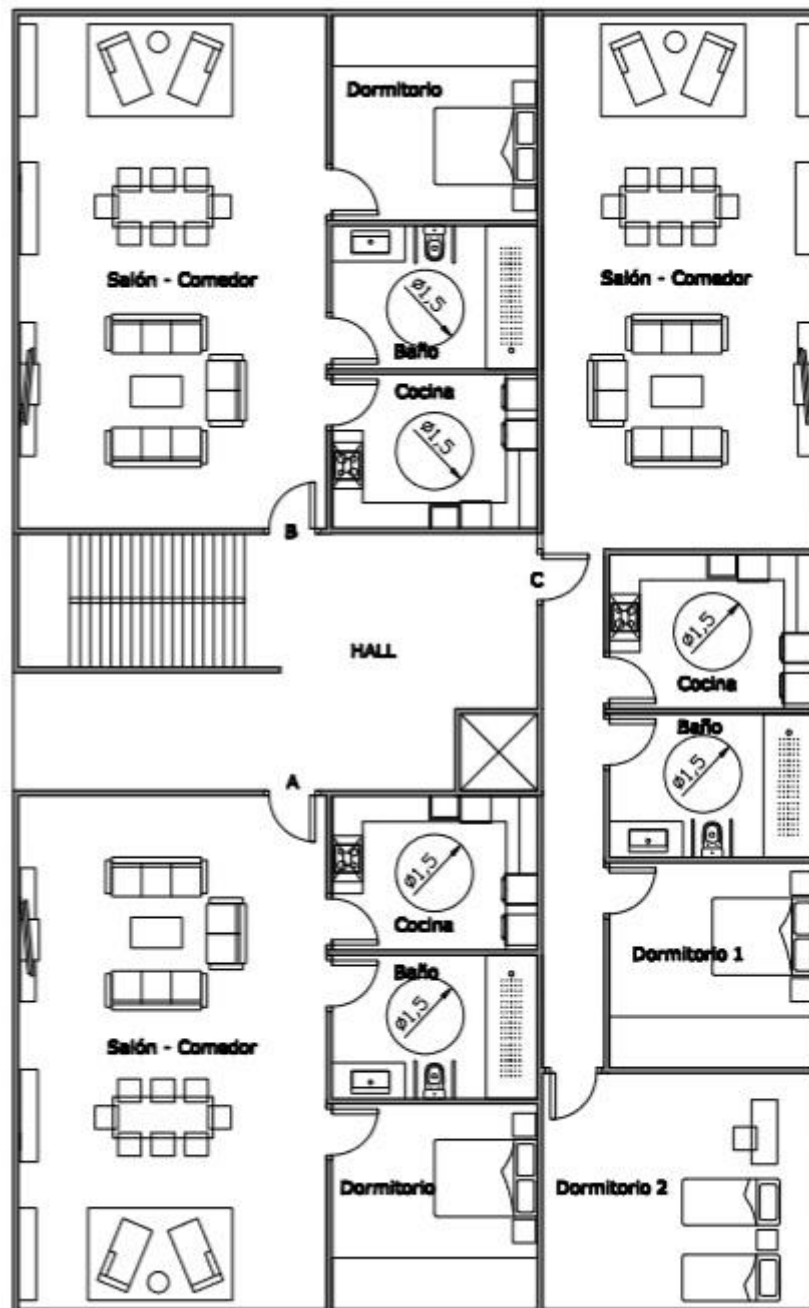 Dormitorio
Salón - Comedor
Salón - Comedor
ø1,5
Baño
Cocina
ø1,5
B
C
HALL
ø1,5
Cocina
Baño
ø1,5
A
ø1,5
Cocina
Dormitorio 1
Baño
ø1,5
Salón - Comedor
Dormitorio
Dormitorio 2